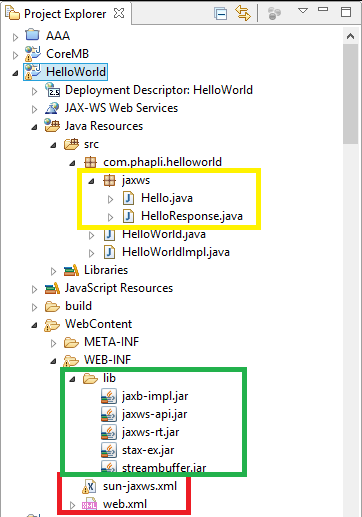 Project Explorer
AAA
CoreMB
HelloWorld
Deployment Descriptor: HelloWorld
JAX-WS Web Services
Java Resources
src
com.phapli.helloworld
jaxws
Hello.java
HelloResponse.java
HelloWorld.java
HelloWorldImpl.java
Libraries
JavaScript Resources
build
WebContent
META-INF
WEB-INF
lib
jaxb-impl.jar
jaxws-api.jar
jaxws-rt.jar
stax-ex.jar
streambuffer.jar
sun-jaxws.xml
web.xml